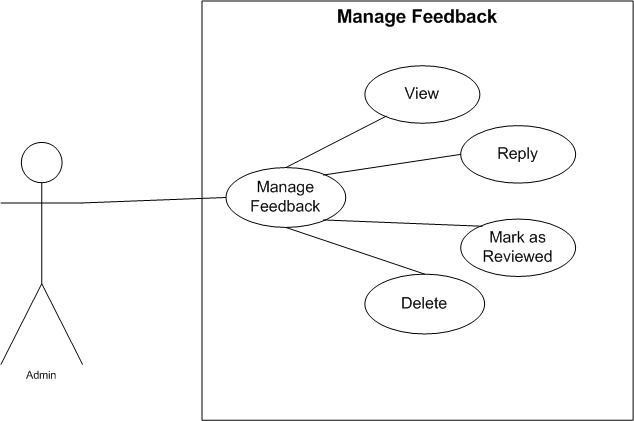 Manage Feedback
View
Reply
Manage
Feedback
Mark as
Reviewed
Delete
Admin